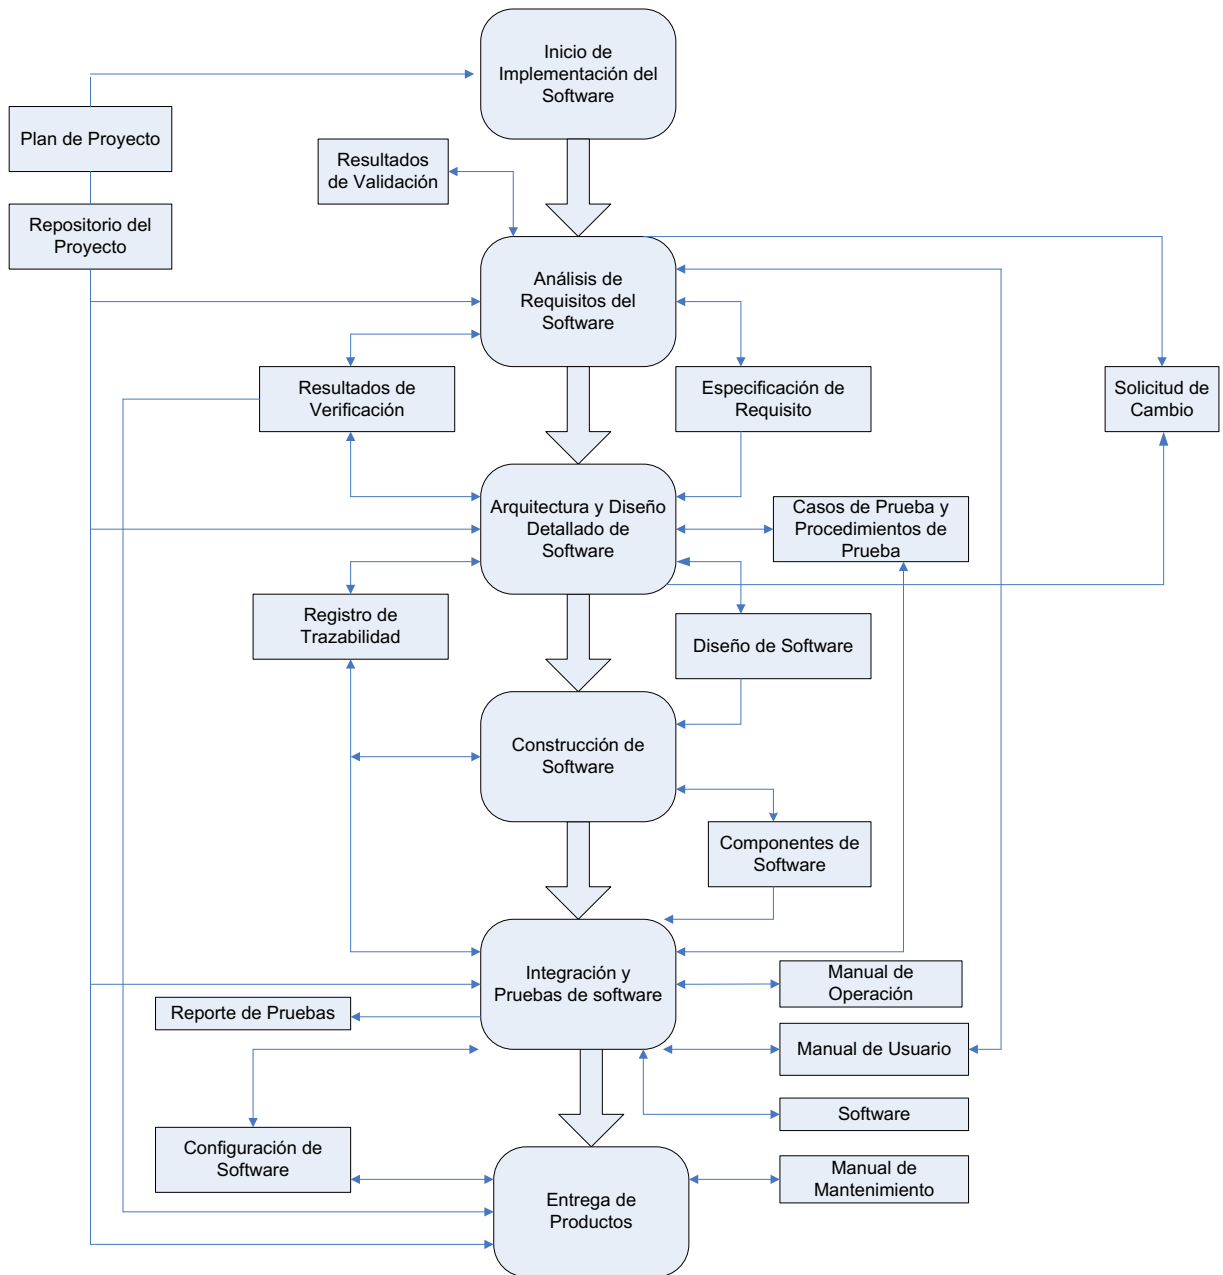 Inicio de
Implementación del
Software
Plan de Proyecto
Resultados
de Validación
Repositorio del
Proyecto
Análisis de
Requisitos del
Software
Resultados de
Verificación
Especificación de
Requisito
Solicitud de
Cambio
Arquitectura y Diseño
Detallado de
Software
Casos de Prueba y
Procedimientos de
Prueba
Registro de
Trazabilidad
Diseño de Software
Construcción de
Software
Componentes de
Software
Integración y
Pruebas de software
Manual de
Operación
Reporte de Pruebas
Manual de Usuario
Software
Configuración de
Software
Manual de
Mantenimiento
Entrega de
Productos